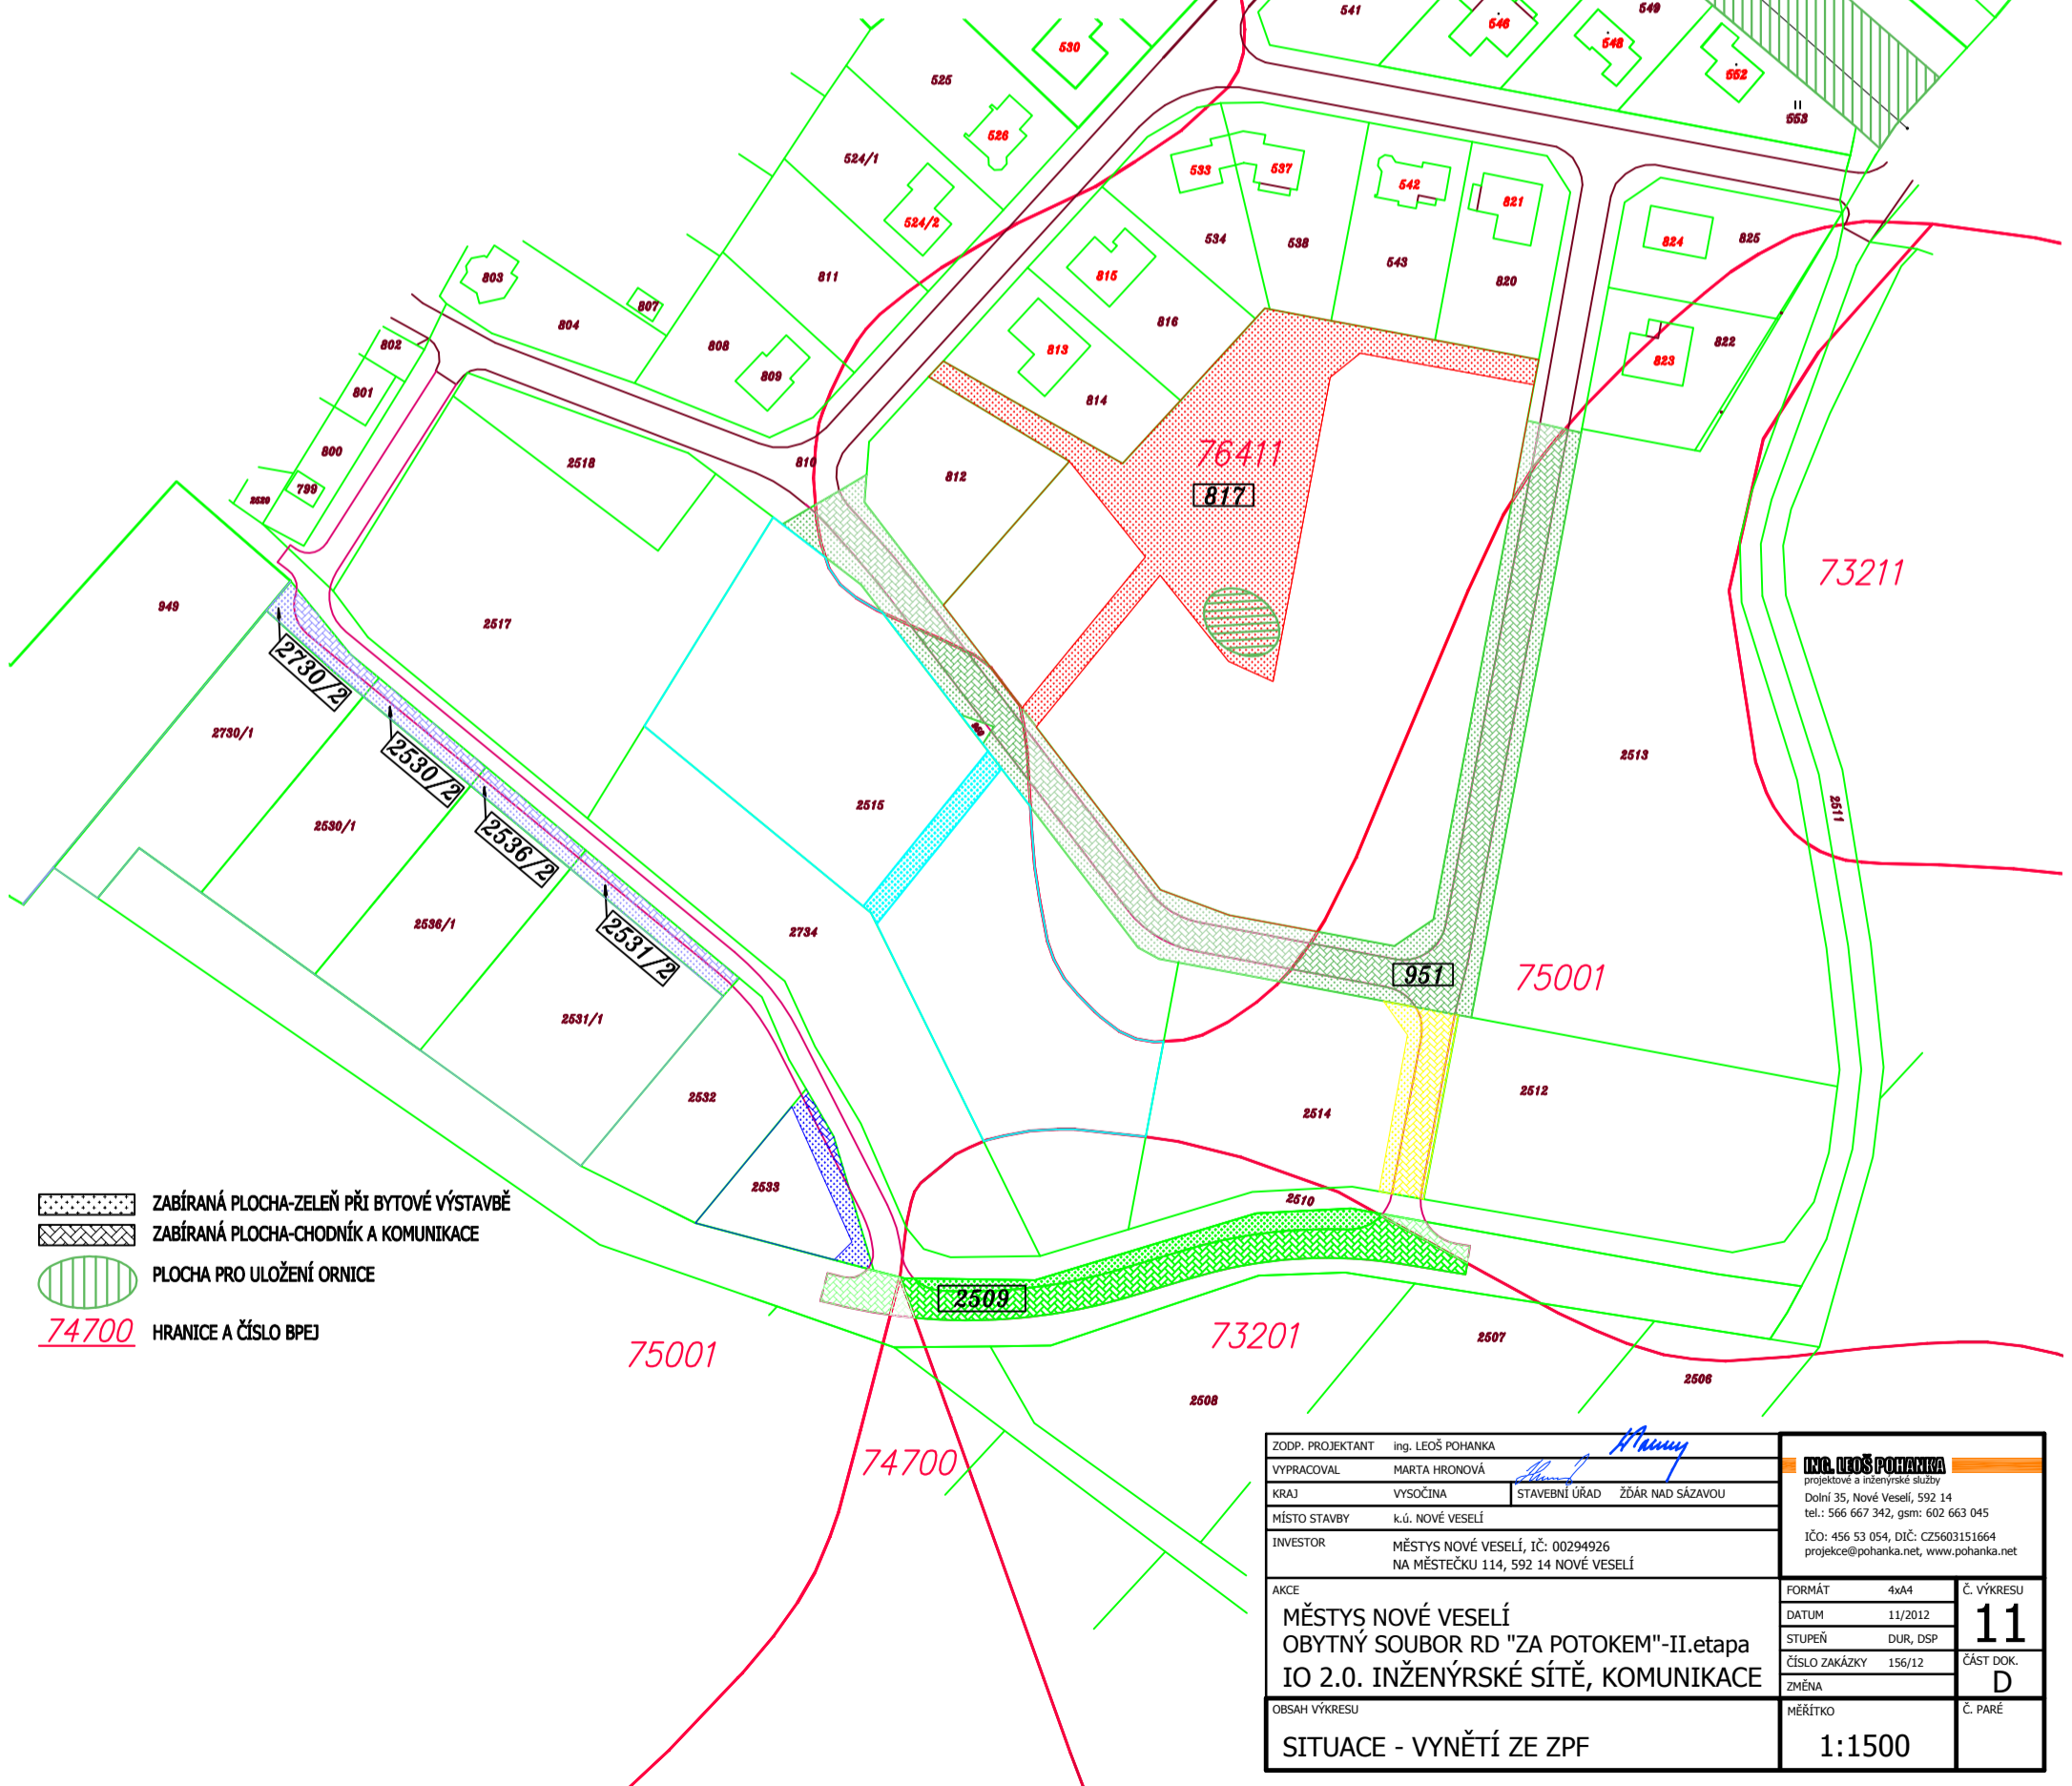 541
546
549
548
552
553
530
525
526
524/1
524/2
533
537
542
821
534
538
543
820
824
825
811
815
816
803
807
804
808
809
813
814
822
823
802
801
800
799
2520
2518
810
812
76411
817
73211
949
2517
2730/2
2730/1
2530/2
2530/1
2536/2
2536/1
2531/2
2531/1
2515
2513
2511
2734
951
75001
2532
2514
2512
2533
2510
2509
ZABÍRANÁ PLOCHA-ZELEŇ PŘI BYTOVÉ VÝSTAVBĚ
ZABÍRANÁ PLOCHA-CHODNÍK A KOMUNIKACE
PLOCHA PRO ULOŽENÍ ORNICE
74700 HRANICE A ČÍSLO BPEJ
75001
73201
2507
2506
2508
74700
ZODP. PROJEKTANT ing. LEOŠ POHANKA
VYPRACOVAL MARTA HRONOVÁ
KRAJ VYSOČINA STAVEBNÍ ÚŘAD ŽĎÁR NAD SÁZAVOU
MÍSTO STAVBY k.ú. NOVÉ VESELÍ
INVESTOR MĚSTYS NOVÉ VESELÍ, IČ: 00294926
NA MĚSTEČKU 114, 592 14 NOVÉ VESELÍ
ING. LEOŠ POHANKA
projektové a inženýrské služby
Dolní 35, Nové Veselí, 592 14
tel.: 566 667 342, gsm: 602 663 045
IČO: 456 53 054, DIČ: CZ5603151664
projekce@pohanka.net, www.pohanka.net
AKCE
MĚSTYS NOVÉ VESELÍ
OBYTNÝ SOUBOR RD "ZA POTOKEM"-II.etapa
IO 2.0. INŽENÝRSKÉ SÍTĚ, KOMUNIKACE
FORMÁT 4xA4
DATUM 11/2012
STUPEŇ DUR, DSP
ČÍSLO ZAKÁZKY 156/12
ZMĚNA
Č. VÝKRESU
11
ČÁST DOK.
D
OBSAH VÝKRESU
SITUACE - VYNĚTÍ ZE ZPF
MĚŘÍTKO
1:1500
Č. PARÉ